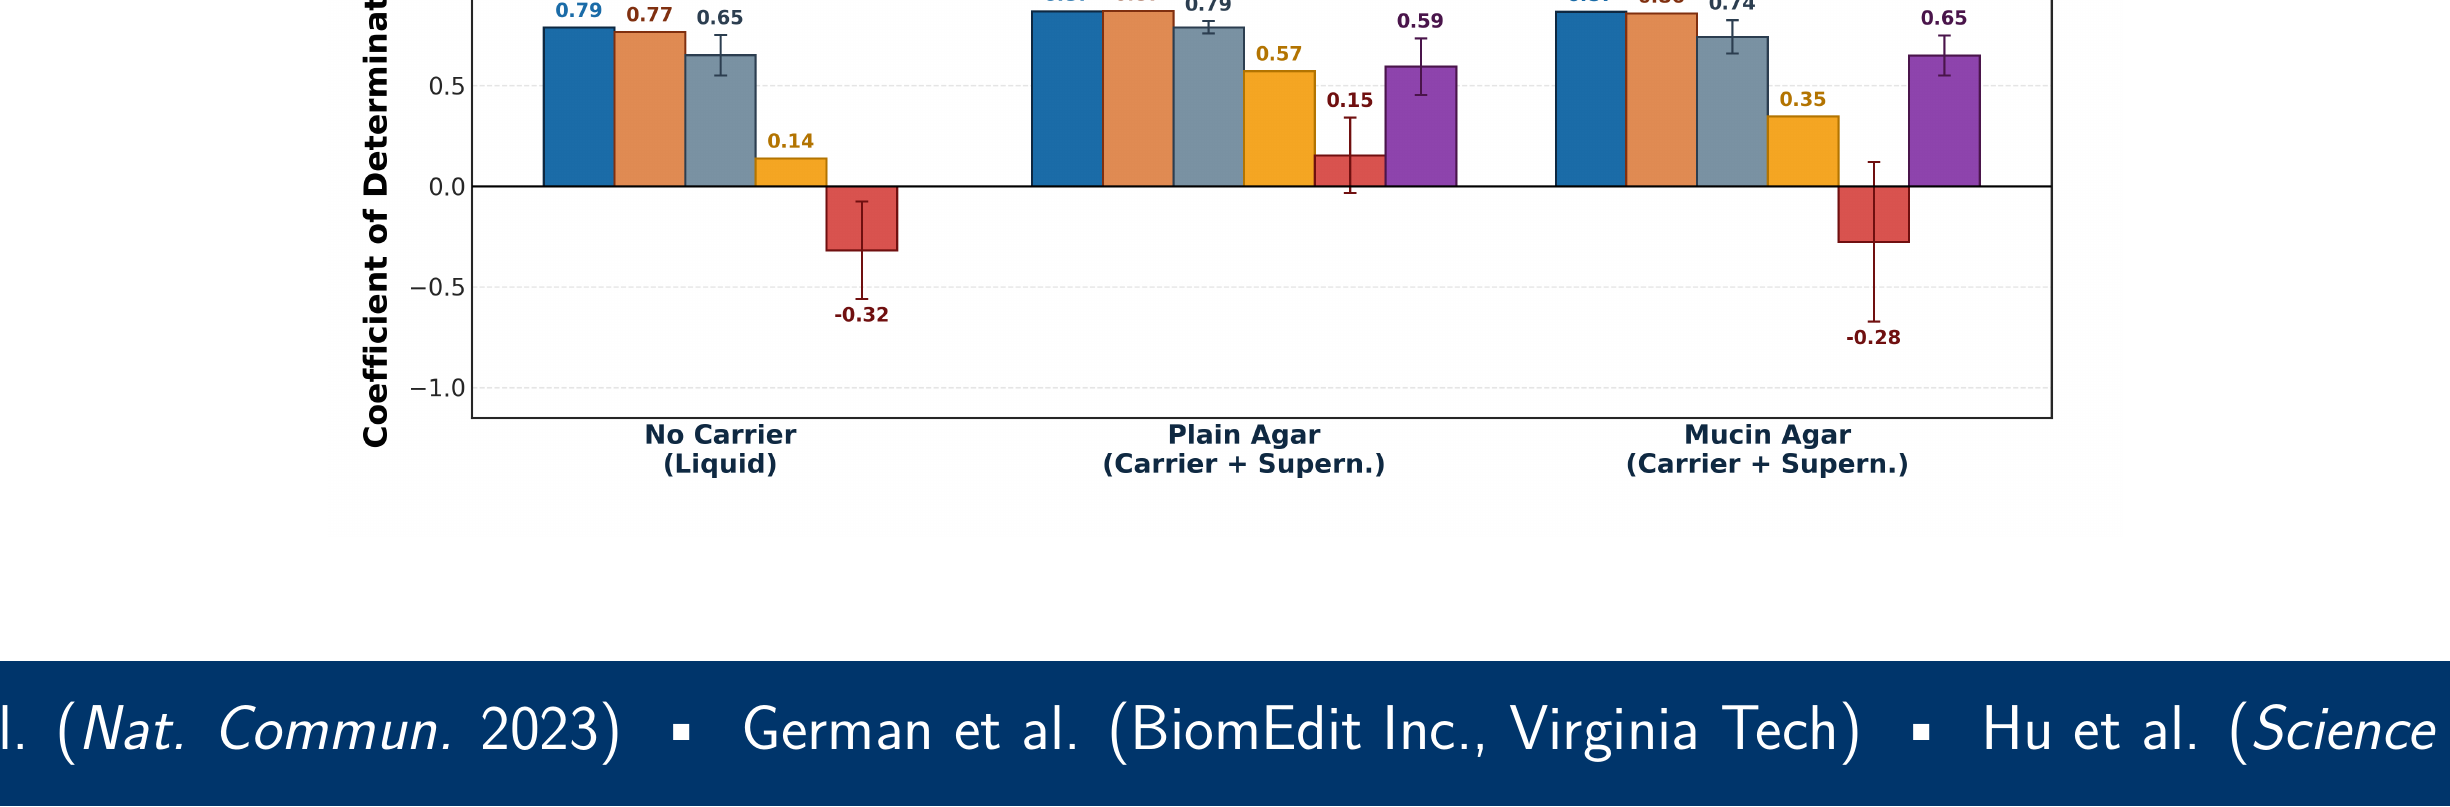 Coefficient of Determinat
0.5
0.0
−0.5
−1.0
0.79 0.77 0.65 0.14 -0.32
0.79 0.57 0.15 0.59
0.74 0.35 -0.28 0.65
No Carrier
(Liquid)
Plain Agar
(Carrier + Supern.)
Mucin Agar
(Carrier + Supern.)
l. (Nat. Commun. 2023) ▪ German et al. (BiomEdit Inc., Virginia Tech) ▪ Hu et al. (Science